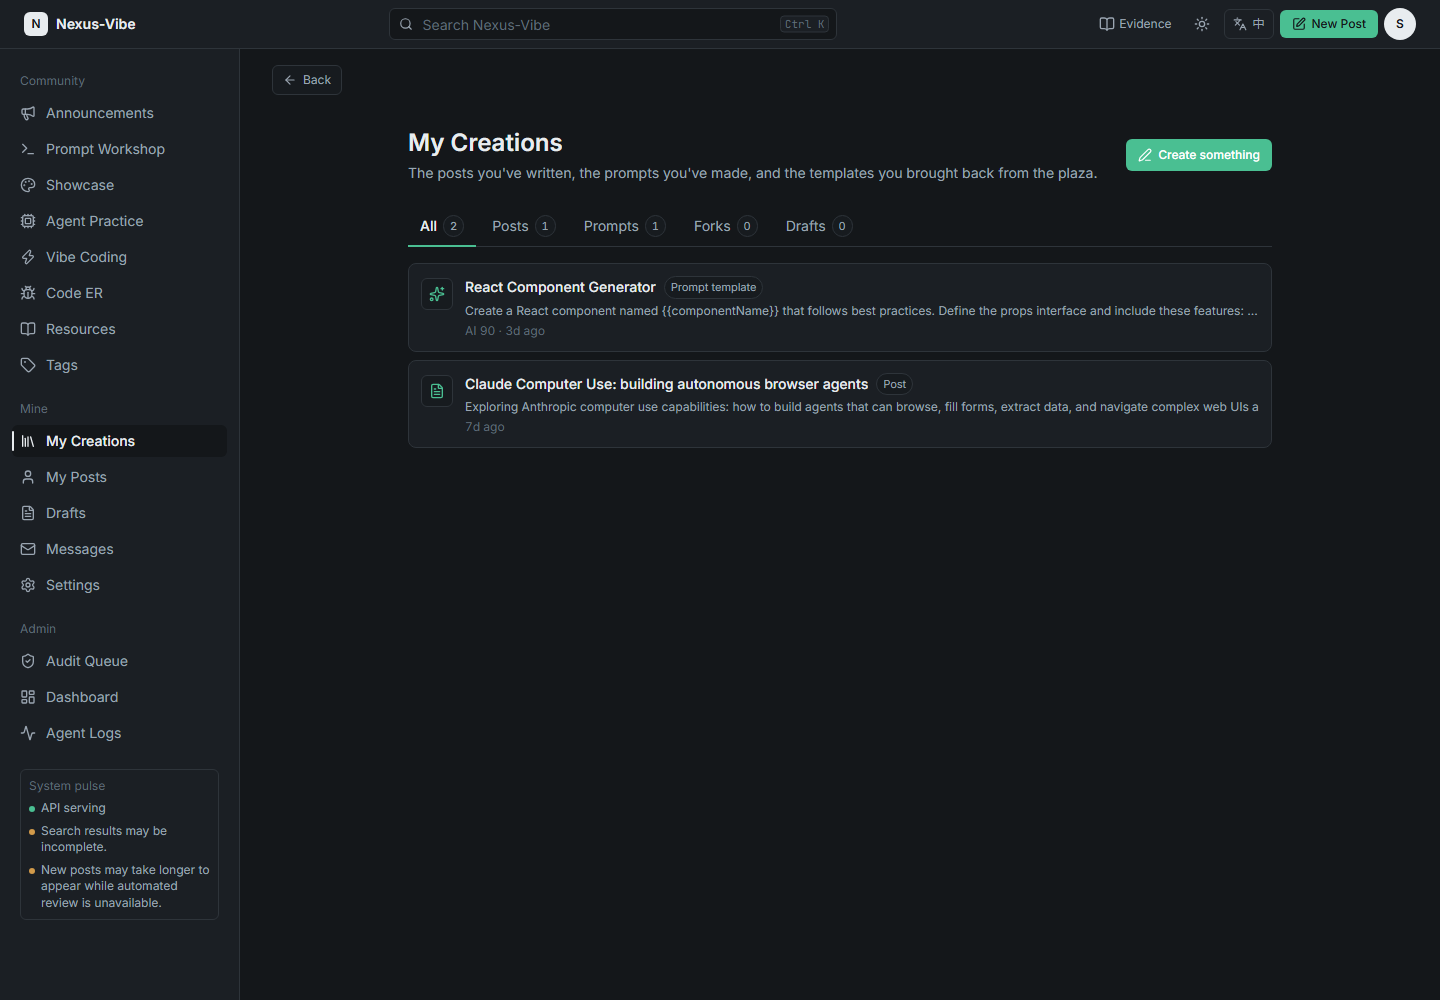 N Nexus-Vibe
Search Nexus-Vibe
Ctrl K
Evidence
中
New Post
S
Community
Announcements
Prompt Workshop
Showcase
Agent Practice
Vibe Coding
Code ER
Resources
Tags
Mine
My Creations
My Posts
Drafts
Messages
Settings
Admin
Audit Queue
Dashboard
Agent Logs
System pulse
API serving
Search results may be
incomplete.
New posts may take longer to
appear while automated
review is unavailable.
Back
My Creations
The posts you've written, the prompts you've made, and the templates you brought back from the plaza.
Create something
All 2
Posts 1
Prompts 1
Forks 0
Drafts 0
React Component Generator Prompt template
Create a React component named {{componentName}} that follows best practices. Define the props interface and include these features: ...
AI 90 · 3d ago
Claude Computer Use: building autonomous browser agents Post
Exploring Anthropic computer use capabilities: how to build agents that can browse, fill forms, extract data, and navigate complex web UIs a
7d ago